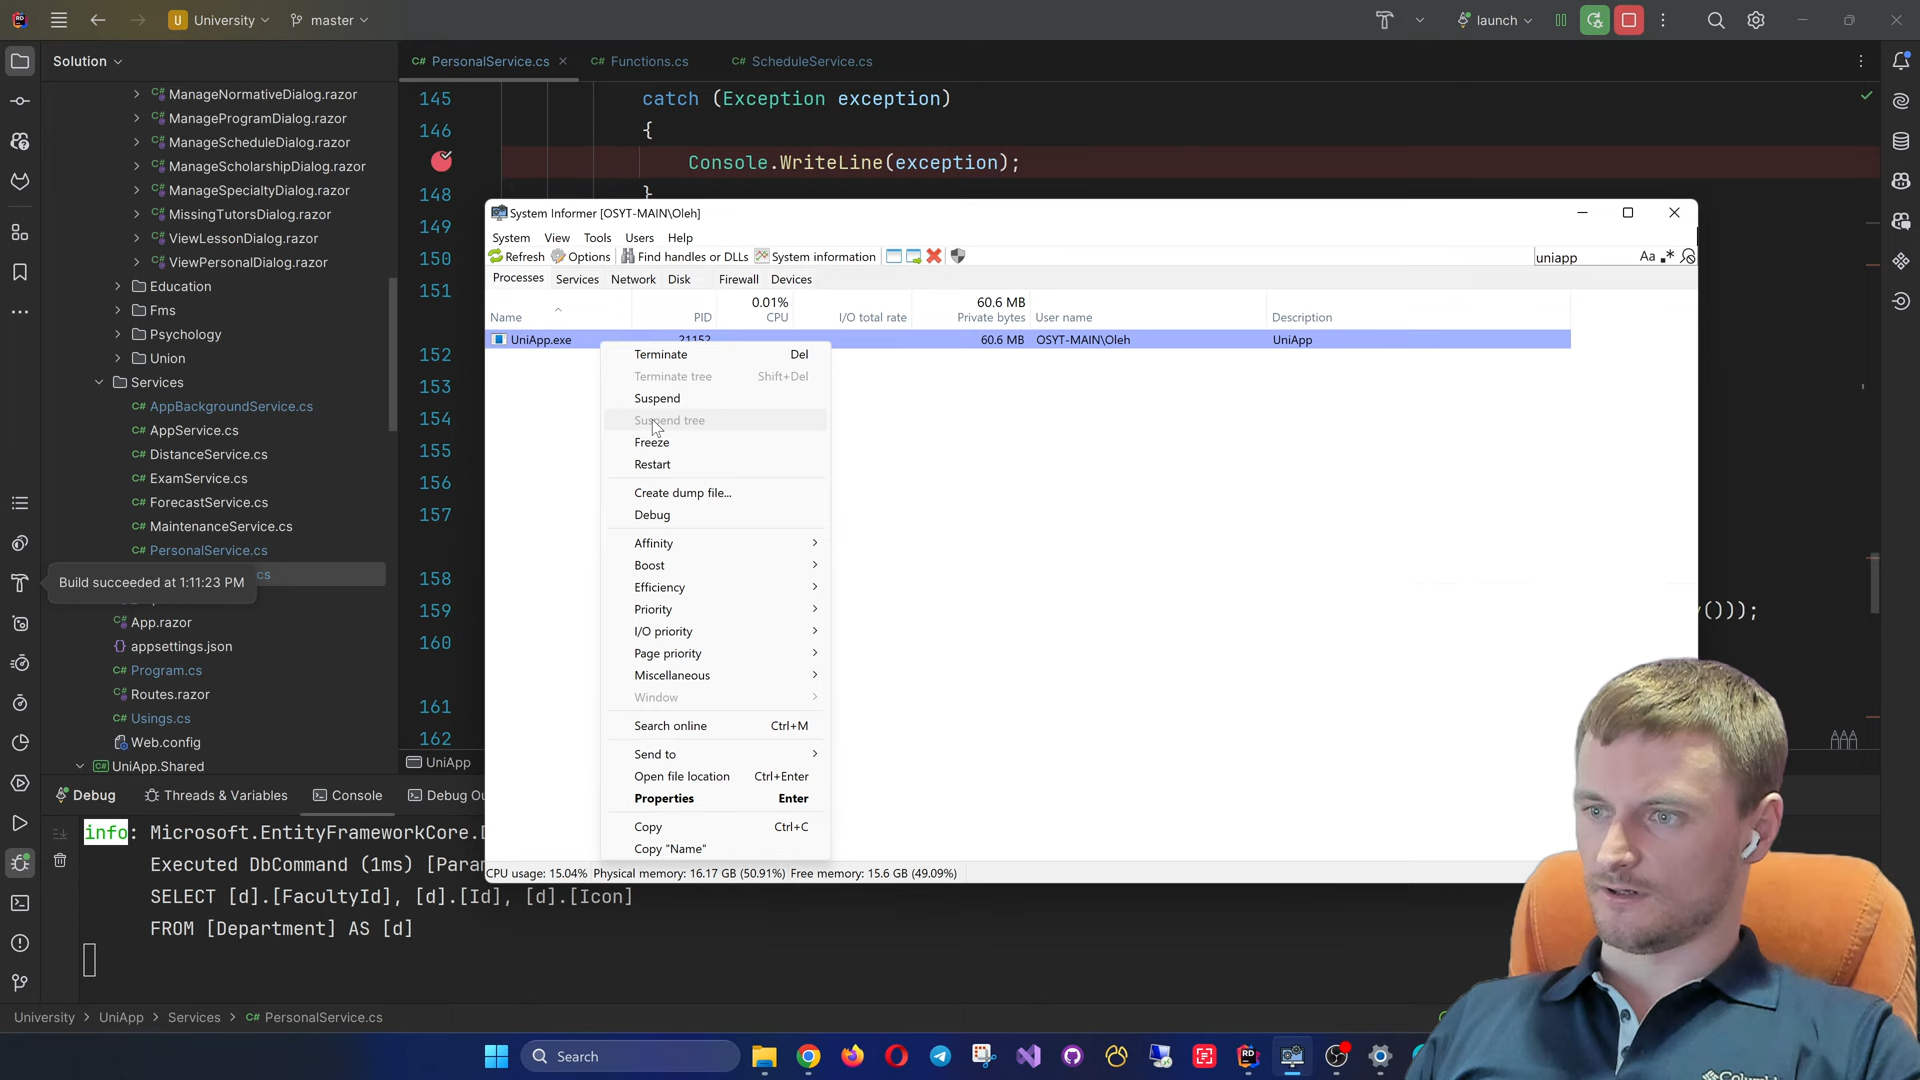 University
master
launch
Solution
PersonalService.cs
Functions.cs
ScheduleService.cs
ManageNormativeDialog.razor
ManageProgramDialog.razor
ManageScheduleDialog.razor
ManageScholarshipDialog.razor
ManageSpecialtyDialog.razor
MissingTutorsDialog.razor
ViewLessonDialog.razor
ViewPersonalDialog.razor
Education
Fms
Psychology
Union
Services
AppBackgroundService.cs
AppService.cs
DistanceService.cs
ExamService.cs
ForecastService.cs
MaintenanceService.cs
PersonalService.cs
cs
Build succeeded at 1:11:23 PM
App.razor
appsettings.json
Program.cs
Routes.razor
Usings.cs
Web.config
UniApp.Shared
145 catch (Exception exception)
146 {
Console.WriteLine(exception);
148 }
149
150
151
152
153
154
155
156
157
158
159 ()));
160
161
162
UniApp
System Informer [OSYT-MAIN\Oleh]
System View Tools Users Help
Refresh Options Find handles or DLLs System information uniapp Aa
Processes Services Network Disk Firewall Devices
0.01% 60.6 MB
Name PID CPU I/O total rate Private bytes User name Description
UniApp.exe 21152 60.6 MB OSYT-MAIN\Oleh UniApp
Terminate Del
Terminate tree Shift+Del
Suspend
Suspend tree
Freeze
Restart
Create dump file...
Debug
Affinity
Boost
Efficiency
Priority
I/O priority
Page priority
Miscellaneous
Window
Search online Ctrl+M
Send to
Open file location Ctrl+Enter
Properties Enter
Copy Ctrl+C
Copy "Name"
CPU usage: 15.04% Physical memory: 16.17 GB (50.91%) Free memory: 15.6 GB (49.09%)
Debug Threads & Variables Console Debug Ou
info: Microsoft.EntityFrameworkCore.D
Executed DbCommand (1ms) [Para
SELECT [d].[FacultyId], [d].[Id], [d].[Icon]
FROM [Department] AS [d]
University > UniApp > Services > PersonalService.cs
Search
Columbia